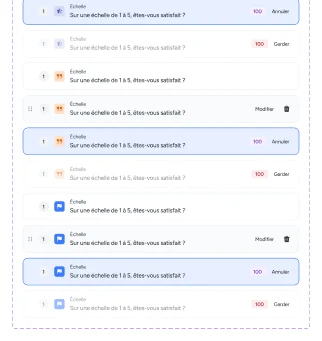 Échelle
1 Sur une échelle de 1 à 5, êtes-vous satisfait ? 100 Annuler
Échelle
1 Sur une échelle de 1 à 5, êtes-vous satisfait ? 100 Garder
Échelle
1 Sur une échelle de 1 à 5, êtes-vous satisfait ?
Échelle
1 Sur une échelle de 1 à 5, êtes-vous satisfait ? Modifier
Échelle
1 Sur une échelle de 1 à 5, êtes-vous satisfait ? 100 Annuler
Échelle
1 Sur une échelle de 1 à 5, êtes-vous satisfait ? 100 Garder
Échelle
1 Sur une échelle de 1 à 5, êtes-vous satisfait ?
Échelle
1 Sur une échelle de 1 à 5, êtes-vous satisfait ? Modifier
Échelle
1 Sur une échelle de 1 à 5, êtes-vous satisfait ? 100 Annuler
Échelle
1 Sur une échelle de 1 à 5, êtes-vous satisfait ? 100 Garder